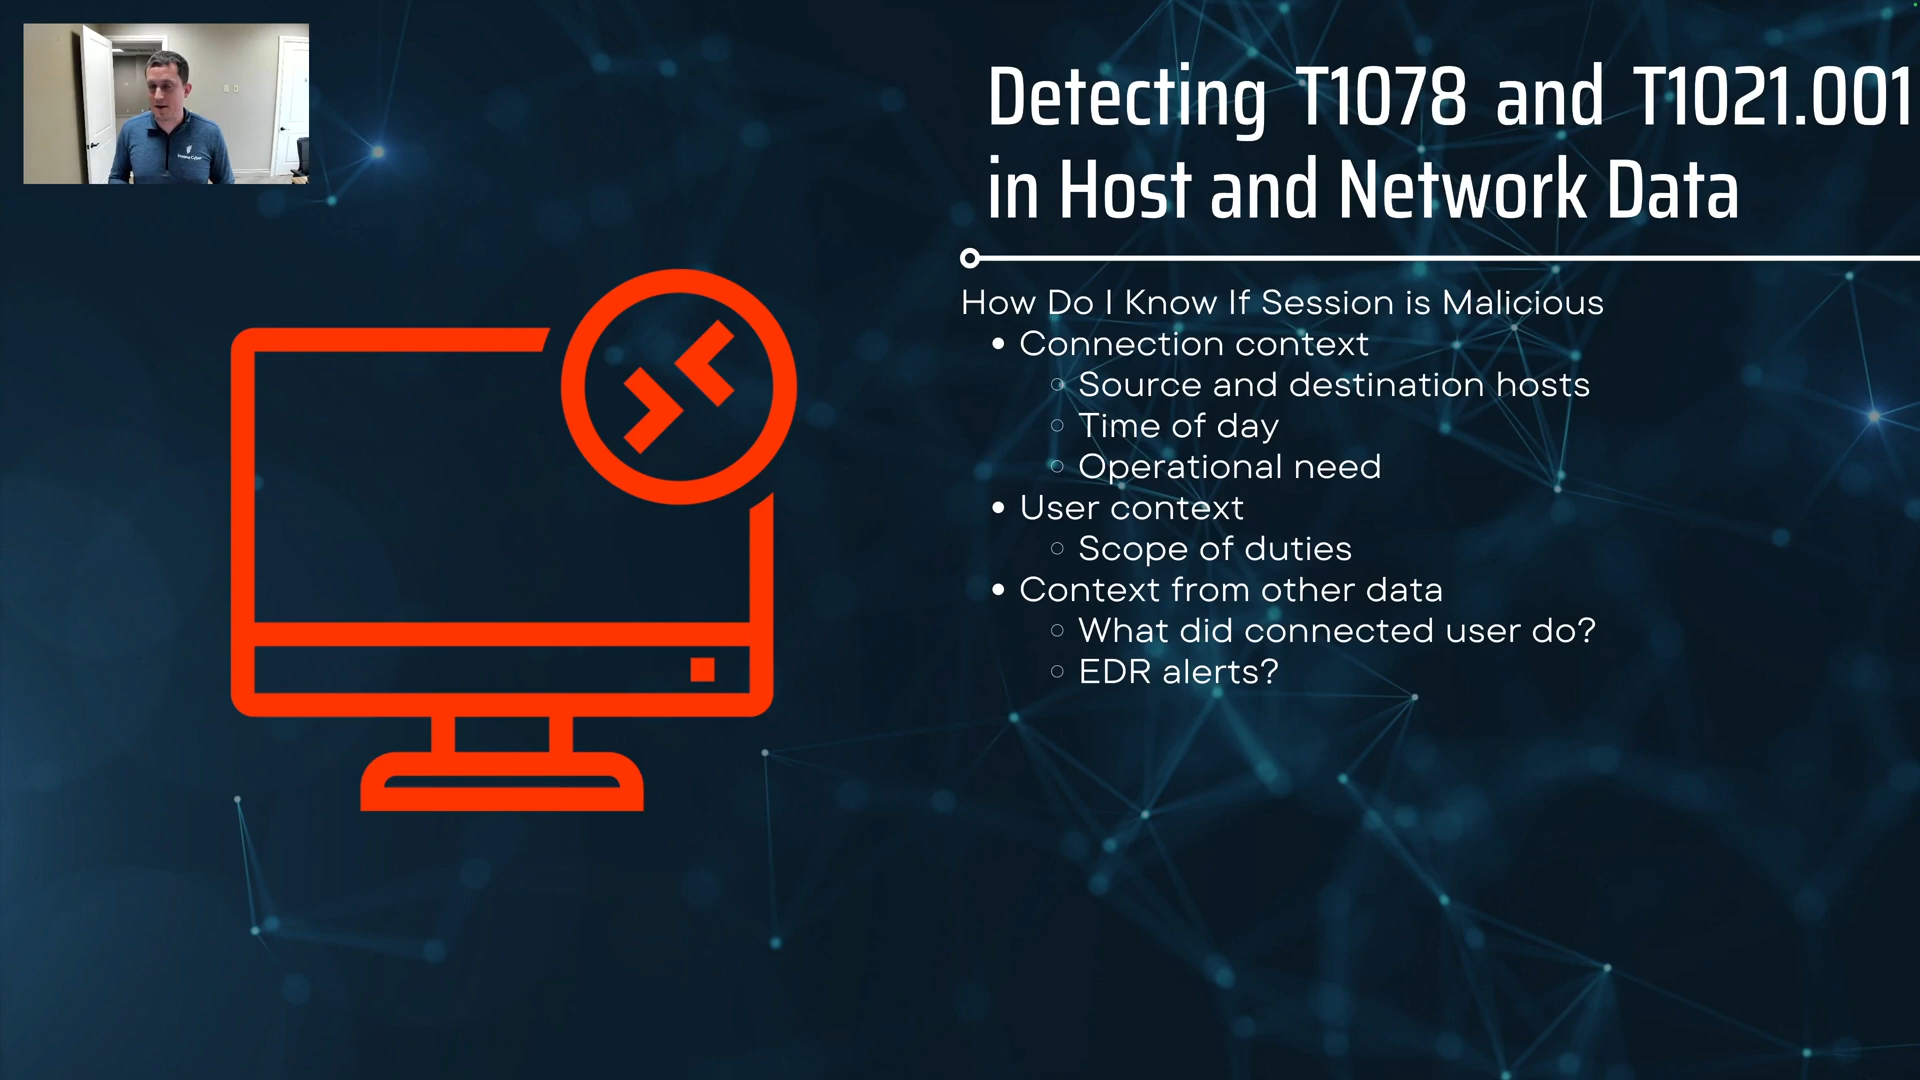 Detecting T1078 and T1021.001
in Host and Network Data
How Do I Know If Session is Malicious
Connection context
Source and destination hosts
Time of day
Operational need
User context
Scope of duties
Context from other data
What did connected user do?
EDR alerts?